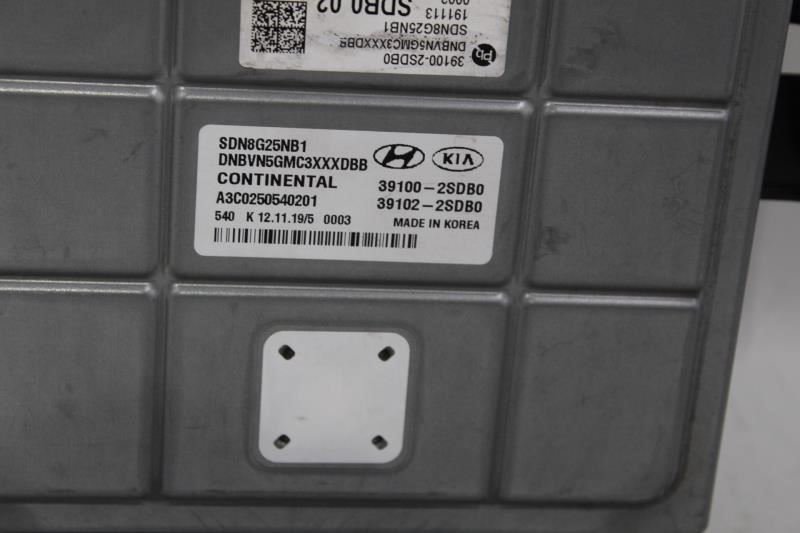 39100-2SDB0
DNBVN5GMC3XXXXDBB
SDN8G25NB1
191113
SDB0 02
SDN8G25NB1
DNBVN5GMC3XXXDBB
CONTINENTAL
A3C0250540201
540 K 12.11.19/5 0003
KIA
39100-2SDB0
39102-2SDB0
MADE IN KOREA